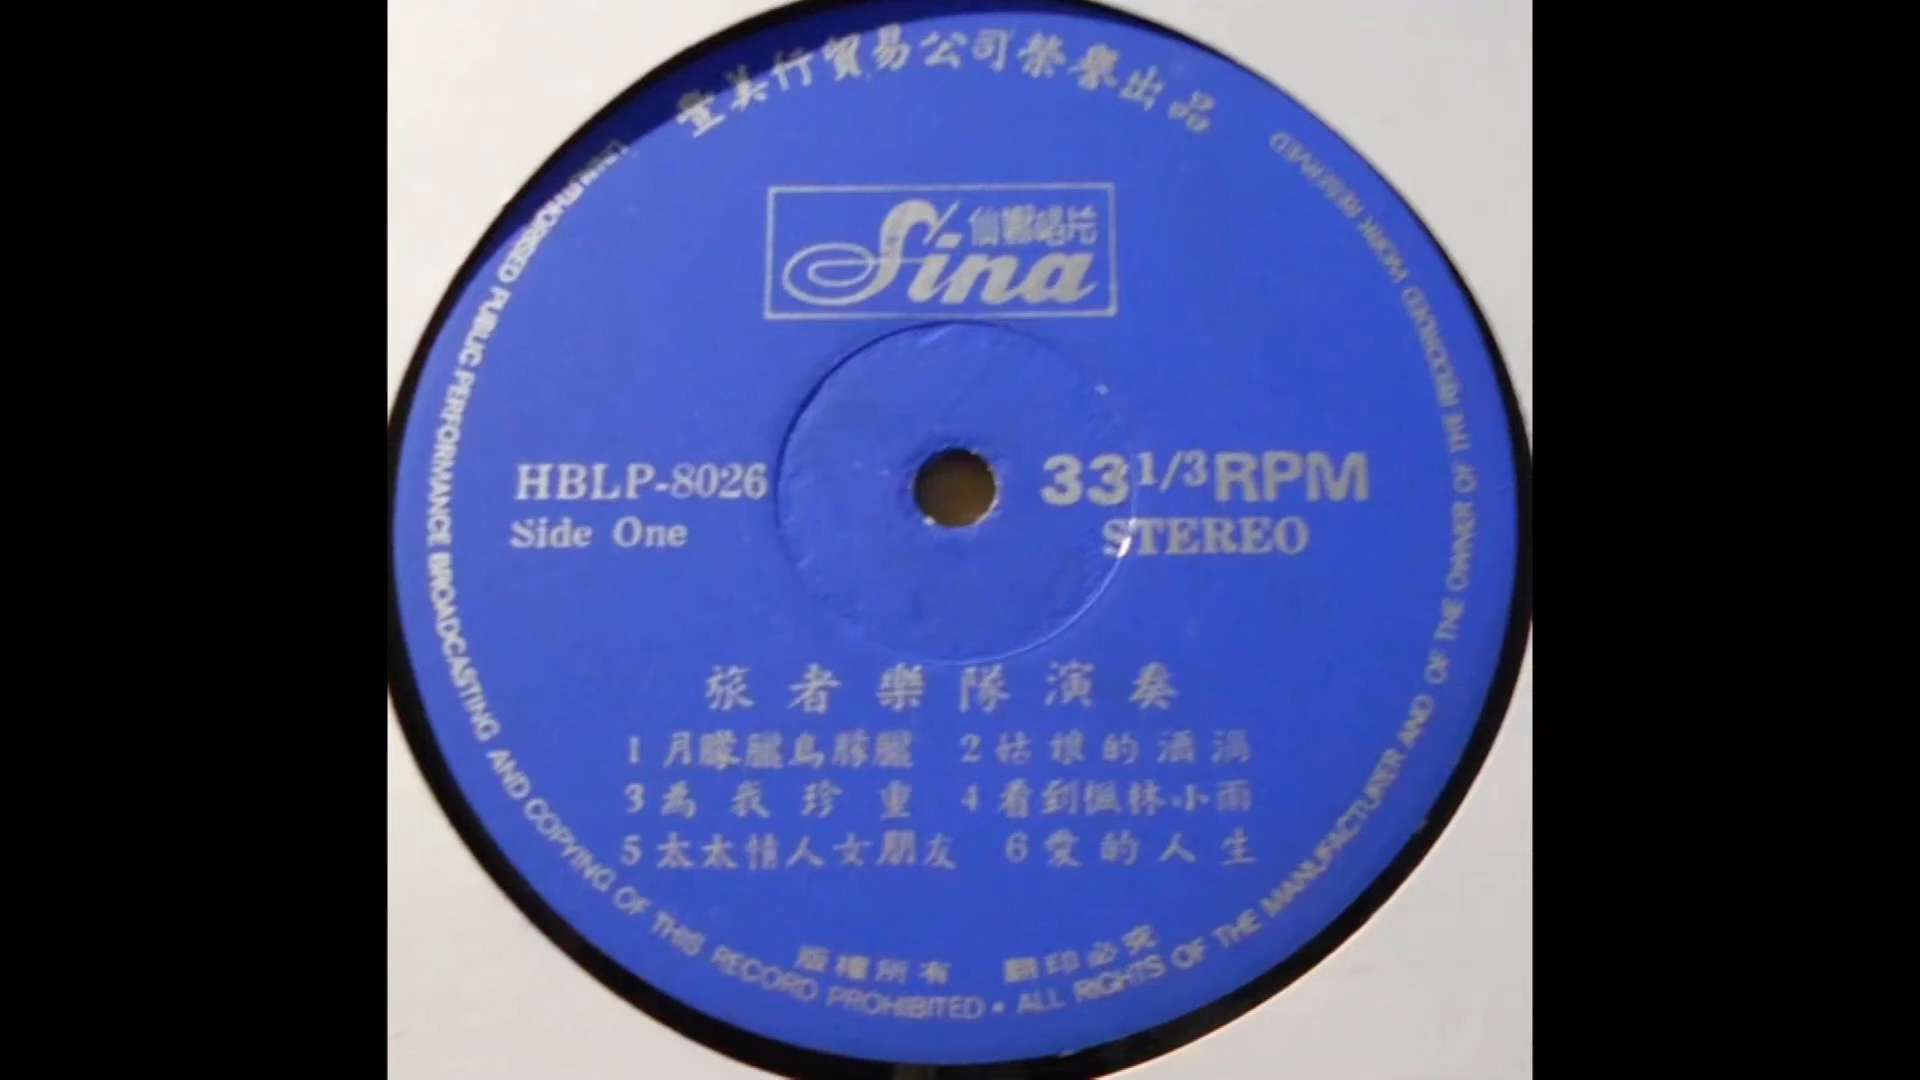 壹美行貿易公司榮譽出品
仙樂唱片
Sina
HBLP-8026
Side One
33 1/3 RPM
STEREO
旅者樂隊演奏
1 月朦朧鳥朦朧 2 姑娘的酒渦
3 為我珍重 4 看到個林小雨
5 太太情人女朋友 6 愛的人生
版權所有 翻印必究
UNAUTHORISED PUBLIC PERFORMANCE BROADCASTING AND COPYING OF THIS RECORD PROHIBITED • ALL RIGHTS OF THE MANUFACTURER AND OF THE OWNER OF THE RECORDED WORK RESERVED